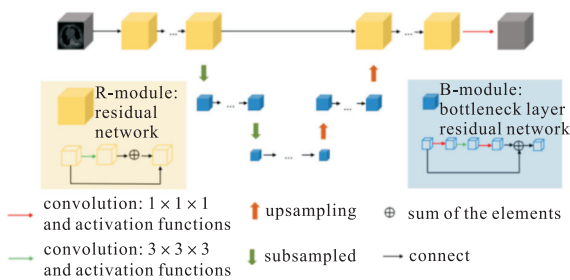 ...
...
R-module:
residual
network
... ...
... ...
B-module:
bottleneck layer
residual network
convolution: 1 × 1 × 1
and activation functions
upsampling
sum of the elements
convolution: 3 × 3 × 3
and activation functions
subsampled
connect